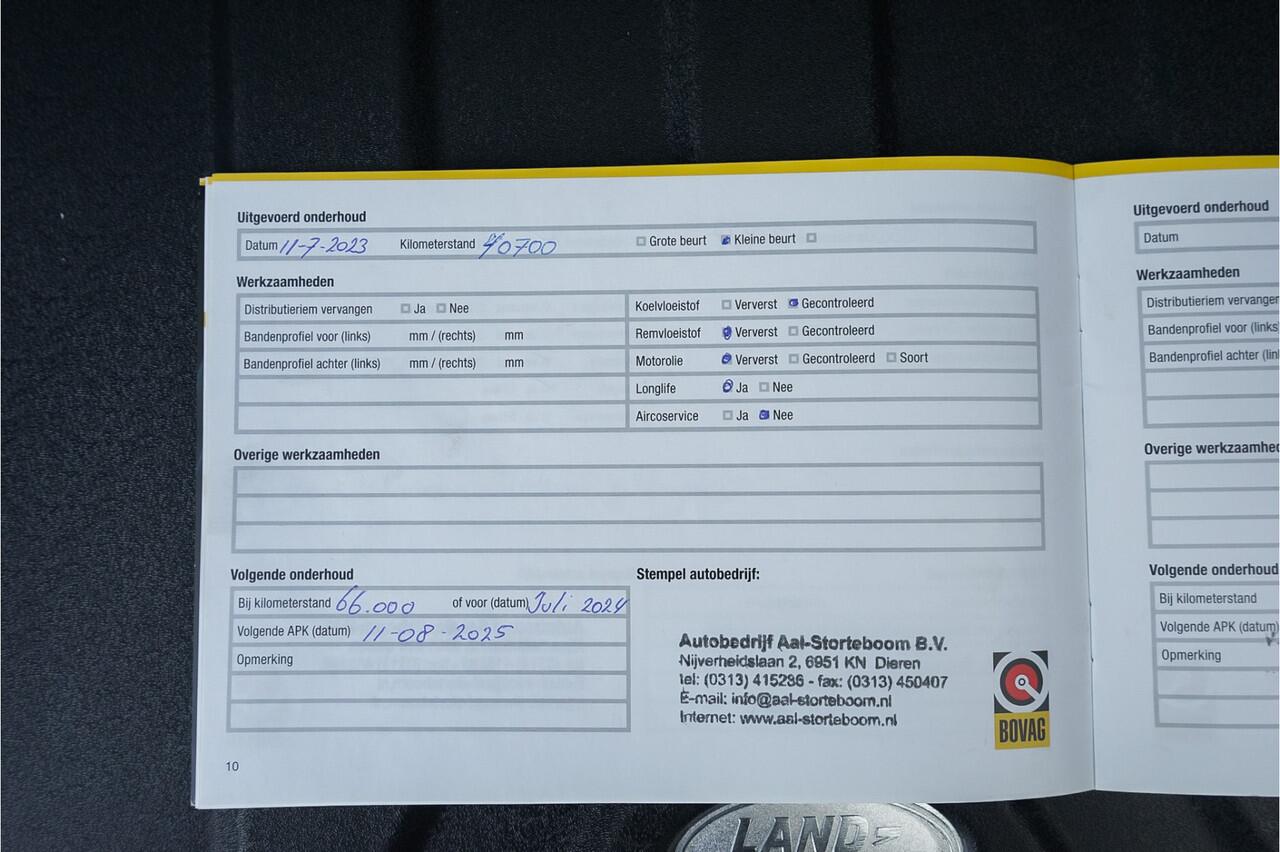 Uitgevoerd onderhoud
Datum 11-7-2023 Kilometerstand 40700 Grote beurt Kleine beurt
Werkzaamheden
Distributieriem vervangen Ja Nee
Koelvloeistof Ververst Gecontroleerd
Bandenprofiel voor (links) mm / (rechts) mm
Remvloeistof Ververst Gecontroleerd
Bandenprofiel achter (links) mm / (rechts) mm
Motorolie Ververst Gecontroleerd Soort
Longlife Ja Nee
Aircoservice Ja Nee
Overige werkzaamheden
Volgende onderhoud
Bij kilometerstand 66.000 of voor (datum) Juli 2024
Volgende APK (datum) 11-08-2025
Opmerking
Stempel autobedrijf:
Autobedrijf Aal-Storteboom B.V.
Nijverheidslaan 2, 6951 KN Dieren
tel: (0313) 415286 - fax: (0313) 450407
E-mail: info@aal-storteboom.nl
Internet: www.aal-storteboom.nl
BOVAG
10
Uitgevoerd onderhoud
Datum
Werkzaamheden
Distributieriem vervangen
Bandenprofiel voor (links
Bandenprofiel achter (lin
Overige werkzaamhe
Volgende onderhoud
Bij kilometerstand
Volgende APK (datum)
Opmerking
LAND